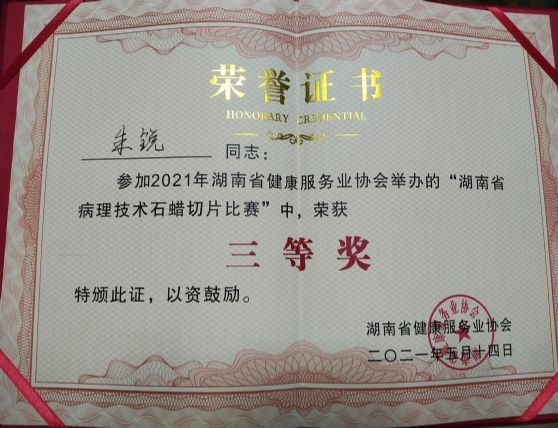 荣誉证书
HONORARY CREDENTIAL
朱锐 同志：
参加2021年湖南省健康服务业协会举办的“湖南省
病理技术石蜡切片比赛”中，荣获
三等奖
特颁此证，以资鼓励。
湖南省健康服务业协会
二〇二一年五月十四日